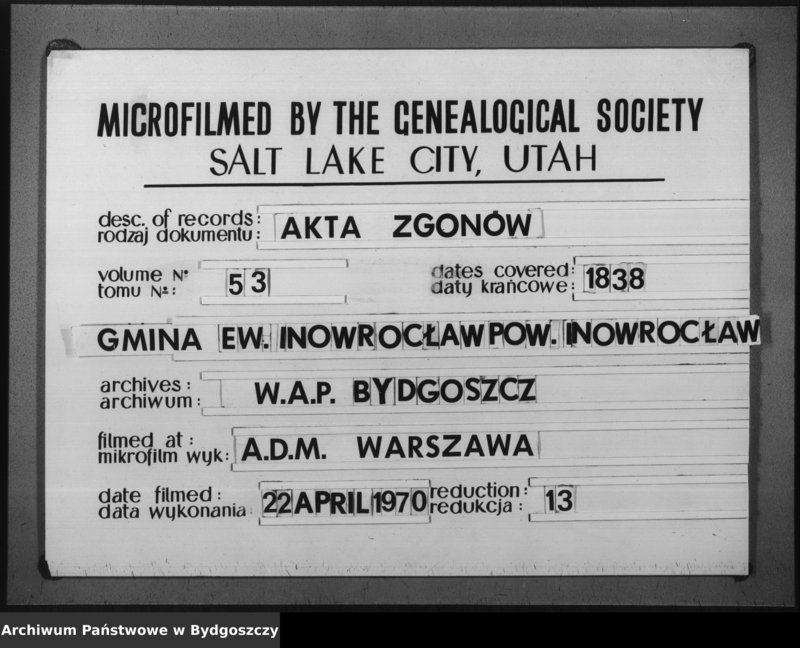 MICROFILMED BY THE GENEALOGICAL SOCIETY
SALT LAKE CITY, UTAH
desc. of records:
rodzaj dokumentu: AKTA ZGONÓW
volume No
tomu No: 53
dates covered:
daty krańcowe: 1838
GMINA EW. INOWROCŁAW POW. INOWROCŁAW
archives:
archiwum: W.A.P. BYDGOSZCZ
filmed at:
mikrofilm wyk: A.D.M. WARSZAWA
date filmed:
data wykonania: 22 APRIL 1970
reduction:
redukcja: 13
Archiwum Państwowe w Bydgoszczy